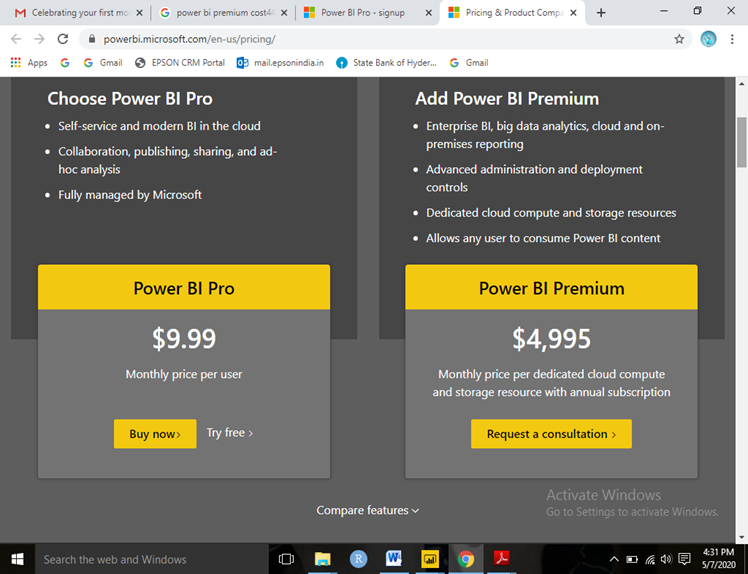 Celebrating your first mo
power bi premium cost44
Power BI Pro - signup
Pricing & Product Compa
powerbi.microsoft.com/en-us/pricing/
Apps
Gmail
EPSON CRM Portal
mail.epsonindia.in
State Bank of Hyder...
Gmail
Choose Power BI Pro
Self-service and modern BI in the cloud
Collaboration, publishing, sharing, and ad-
hoc analysis
Fully managed by Microsoft
Add Power BI Premium
Enterprise BI, big data analytics, cloud and on-
premises reporting
Advanced administration and deployment
controls
Dedicated cloud compute and storage resources
Allows any user to consume Power BI content
Power BI Pro
$9.99
Monthly price per user
Buy now
Try free
Power BI Premium
$4,995
Monthly price per dedicated cloud compute
and storage resource with annual subscription
Request a consultation
Compare features
Activate Windows
Go to Settings to activate Windows.
Search the web and Windows
4:31 PM
5/7/2020